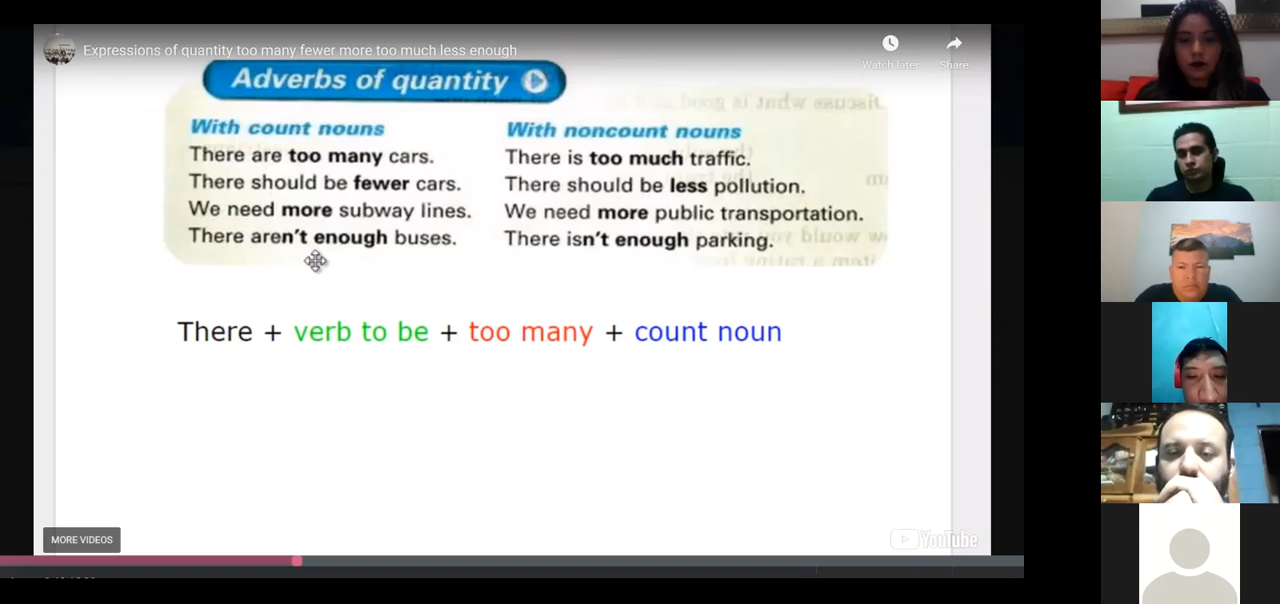 Expressions of quantity too many fewer more too much less enough
Watch later
Share
Adverbs of quantity
With count nouns
There are too many cars.
There should be fewer cars.
We need more subway lines.
There aren't enough buses.
With noncount nouns
There is too much traffic.
There should be less pollution.
We need more public transportation.
There isn't enough parking.
There + verb to be + too many + count noun
MORE VIDEOS
YouTube